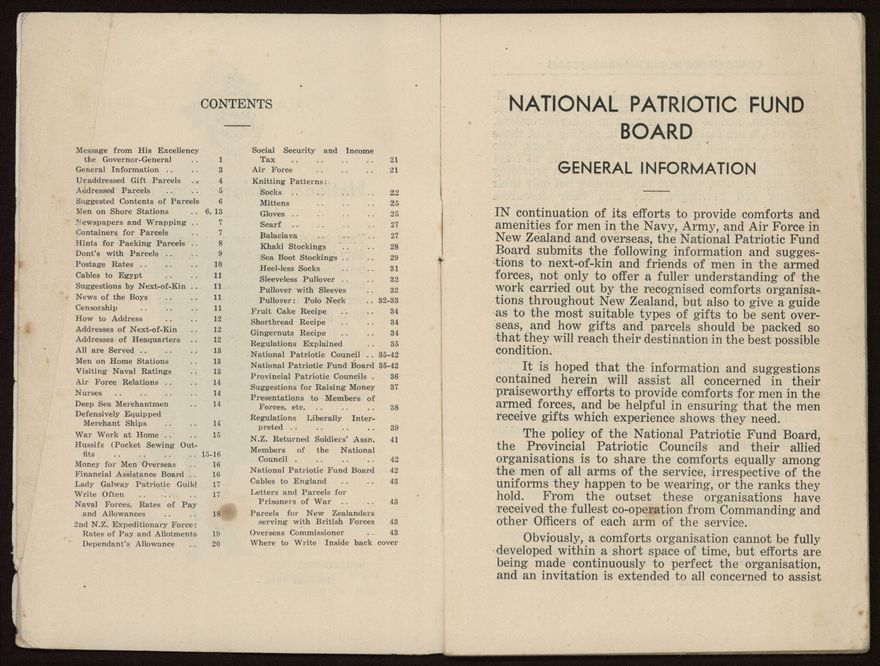 CONTENTS
Message from His Excellency
the Governor-General .. 1
General Information .. .. 3
Unaddressed Gift Parcels .. 4
Addressed Parcels .. .. 5
Suggested Contents of Parcels 6
Men on Shore Stations .. 6, 13
Newspapers and Wrapping .. 7
Containers for Parcels .. 7
Hints for Packing Parcels .. 8
Dont's with Parcels .. .. 9
Postage Rates .. .. .. 10
Cables to Egypt .. .. 11
Suggestions by Next-of-Kin .. 11
News of the Boys .. .. 11
Censorship .. .. .. 11
How to Address .. .. 12
Addresses of Next-of-Kin .. 12
Addresses of Heaquarters .. 12
All are Served .. .. .. 13
Men on Home Stations .. 13
Visiting Naval Ratings .. 13
Air Force Relations .. .. 14
Nurses .. .. .. .. 14
Deep Sea Merchantmen .. 14
Defensively Equipped
Merchant Ships .. .. 14
War Work at Home .. .. 15
Hussifs (Pocket Sewing Out-
fits .. .. .. .. 15-16
Money for Men Overseas .. 16
Financial Assistance Board .. 16
Lady Galway Patriotic Guild 17
Write Often .. .. .. 17
Naval Forces, Rates of Pay
and Allowances .. .. 18
2nd N.Z. Expeditionary Force:
Rates of Pay and Allotments 19
Dependant's Allowance .. 20
Social Security and Income
Tax .. .. .. .. 21
Air Force .. .. .. 21
Knitting Patterns:
Socks .. .. .. .. 22
Mittens .. .. .. 25
Gloves .. .. .. .. 25
Scarf .. .. .. .. 27
Balaclava .. .. .. 27
Khaki Stockings .. .. 28
Sea Boot Stockings .. .. 29
Heel-less Socks .. .. 31
Sleeveless Pullover .. .. 32
Pullover with Sleeves .. 32
Pullover: Polo Neck .. 32-33
Fruit Cake Recipe .. .. 34
Shortbread Recipe .. .. 34
Gingernuts Recipe .. .. 34
Regulations Explained .. 35
National Patriotic Council .. 35-42
National Patriotic Fund Board 35-42
Provincial Patriotic Councils . 36
Suggestions for Raising Money 37
Presentations to Members of
Forces, etc. .. .. .. 38
Regulations Liberally Inter-
preted .. .. .. .. 39
N.Z. Returned Soldiers' Assn. 41
Members of the National
Council . .. .. .. 42
National Patriotic Fund Board 42
Cables to England .. .. 43
Letters and Parcels for
Prisoners of War .. .. 43
Parcels for New Zealanders
serving with British Forces 43
Overseas Commissioner .. 43
Where to Write Inside back cover
NATIONAL PATRIOTIC FUND
BOARD
GENERAL INFORMATION
IN continuation of its efforts to provide comforts and
amenities for men in the Navy, Army, and Air Force in
New Zealand and overseas, the National Patriotic Fund
Board submits the following information and sugges-
tions to next-of-kin and friends of men in the armed
forces, not only to offer a fuller understanding of the
work carried out by the recognised comforts organisa-
tions throughout New Zealand, but also to give a guide
as to the most suitable types of gifts to be sent over-
seas, and how gifts and parcels should be packed so
that they will reach their destination in the best possible
condition.
It is hoped that the information and suggestions
contained herein will assist all concerned in their
praiseworthy efforts to provide comforts for men in the
armed forces, and be helpful in ensuring that the men
receive gifts which experience shows they need.
The policy of the National Patriotic Fund Board,
the Provincial Patriotic Councils and their allied
organisations is to share the comforts equally among
the men of all arms of the service, irrespective of the
uniforms they happen to be wearing, or the ranks they
hold. From the outset these organisations have
received the fullest co-operation from Commanding and
other Officers of each arm of the service.
Obviously, a comforts organisation cannot be fully
developed within a short space of time, but efforts are
being made continuously to perfect the organisation,
and an invitation is extended to all concerned to assist